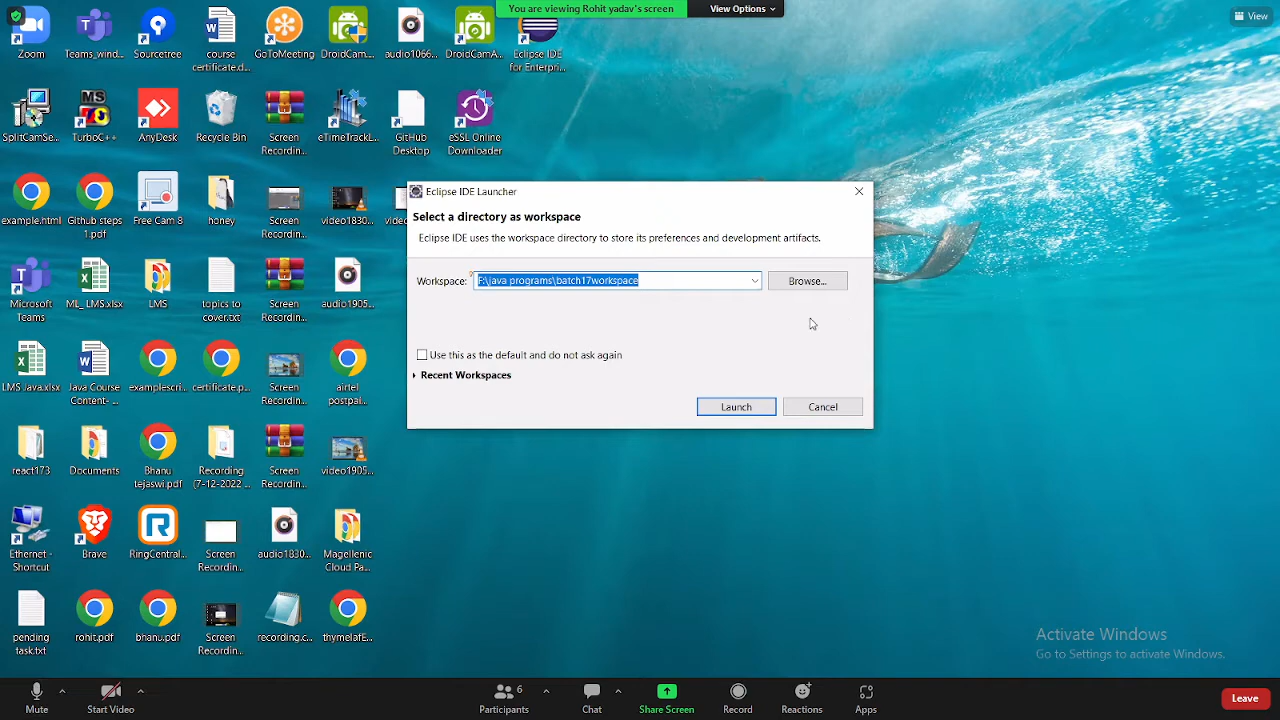 You are viewing Rohit yadav's screen
View Options
View
Zoom
Teams_wind...
Sourcetree
course
certificate.d...
GoToMeeting
DroidCam...
audio1066...
DroidCamA...
Eclipse IDE
for Enterpri...
SplitCamSe...
MS
TurboC++
AnyDesk
Recycle Bin
Screen
Recordin...
eTimeTrackL...
GitHub
Desktop
eSSL Online
Downloader
example.html
Github steps
1.pdf
Free Cam 8
honey
Screen
Recordin...
video1830...
Microsoft
Teams
ML_LMS.xlsx
LMS
topics to
cover.txt
Screen
Recordin...
audio1905...
LMS Java.xlsx
Java Course
Content-...
examplescri...
certificate.p...
Screen
Recordin...
airtel
postpai...
react173
Documents
Bhanu
tejaswi.pdf
Recording
(7-12-2022 ...
Screen
Recordin...
video1905...
Ethernet -
Shortcut
Brave
RingCentral...
Screen
Recordin...
audio1830...
Magellenic
Cloud Pa...
pending
task.txt
rohit.pdf
bhanu.pdf
Screen
Recordin...
recording.c...
thymelafE...
Eclipse IDE Launcher
Select a directory as workspace
Eclipse IDE uses the workspace directory to store its preferences and development artifacts.
Workspace:
F:\java programs\batch17workspace
Browse...
Use this as the default and do not ask again
Recent Workspaces
Launch
Cancel
Activate Windows
Go to Settings to activate Windows.
Mute
Start Video
6
Participants
Chat
Share Screen
Record
Reactions
Apps
Leave